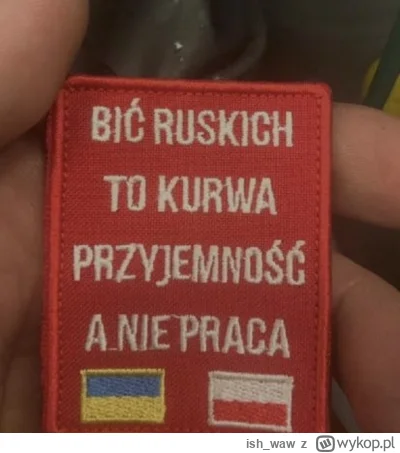 BIĆ RUSKICH
TO KURWA
PRZYJEMNOŚĆ
A NIE PRACA
ish_waw z wykop.pl